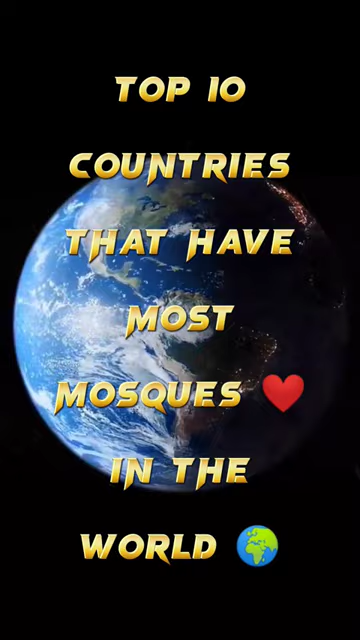 TOP 10
COUNTRIES
THAT HAVE
MOST
MOSQUES ❤️
IN THE
WORLD 🌍